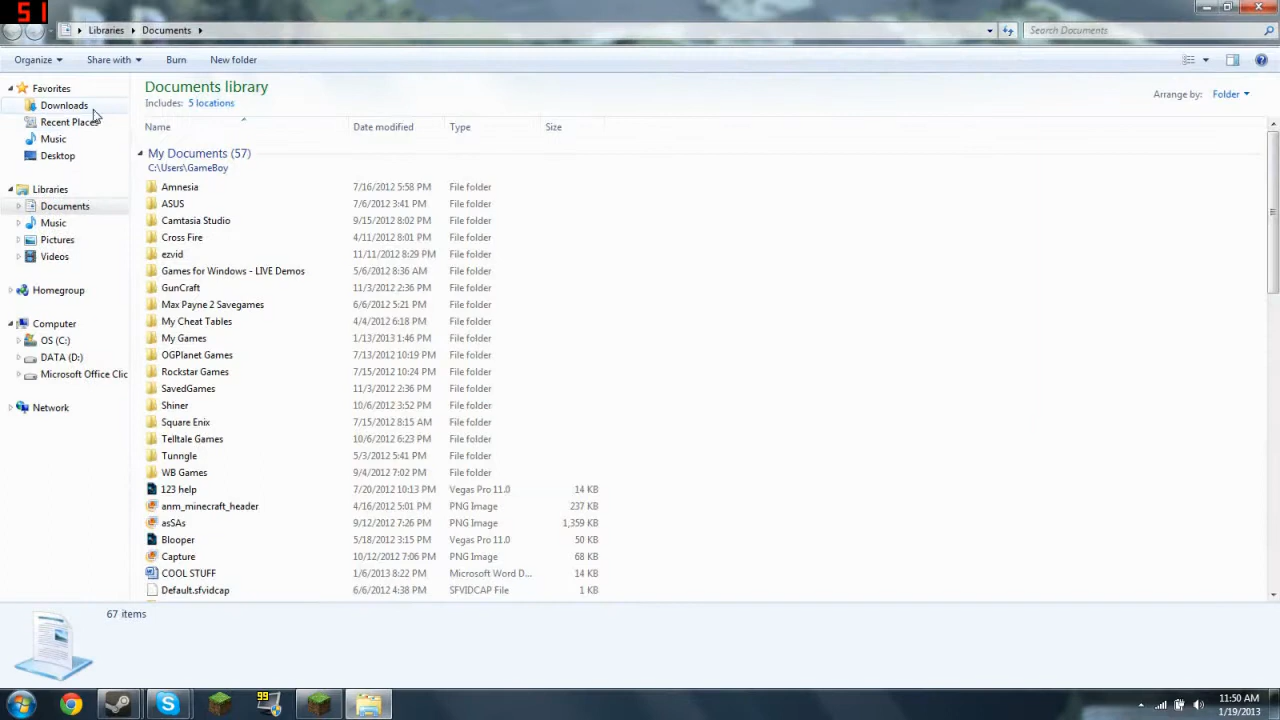 51
Libraries Documents
Search Documents
Organize Share with Burn New folder
Favorites
Downloads
Recent Places
Music
Desktop
Libraries
Documents
Music
Pictures
Videos
Homegroup
Computer
OS (C:)
DATA (D:)
Microsoft Office Clic
Network
Documents library
Includes: 5 locations
Arrange by: Folder
Name Date modified Type Size
My Documents (57)
C:\Users\GameBoy
Amnesia 7/16/2012 5:58 PM File folder
ASUS 7/6/2012 3:41 PM File folder
Camtasia Studio 9/15/2012 8:02 PM File folder
Cross Fire 4/11/2012 8:01 PM File folder
ezvid 11/11/2012 8:29 PM File folder
Games for Windows - LIVE Demos 5/6/2012 8:36 AM File folder
GunCraft 11/3/2012 2:36 PM File folder
Max Payne 2 Savegames 6/6/2012 5:21 PM File folder
My Cheat Tables 4/4/2012 6:18 PM File folder
My Games 1/13/2013 1:46 PM File folder
OGPlanet Games 7/13/2012 10:19 PM File folder
Rockstar Games 7/15/2012 10:24 PM File folder
SavedGames 11/3/2012 2:36 PM File folder
Shiner 10/6/2012 3:52 PM File folder
Square Enix 7/15/2012 8:15 AM File folder
Telltale Games 10/6/2012 6:23 PM File folder
Tunngle 5/3/2012 5:41 PM File folder
WB Games 9/4/2012 7:02 PM File folder
123 help 7/20/2012 10:13 PM Vegas Pro 11.0 14 KB
anm_minecraft_header 4/16/2012 5:01 PM PNG Image 237 KB
asSAs 9/12/2012 7:26 PM PNG Image 1,359 KB
Blooper 5/18/2012 3:15 PM Vegas Pro 11.0 50 KB
Capture 10/12/2012 7:06 PM PNG Image 68 KB
COOL STUFF 1/6/2013 8:22 PM Microsoft Word D... 14 KB
Default.sfvidcap 6/6/2012 4:38 PM SFVIDCAP File 1 KB
67 items
99
11:50 AM
1/19/2013